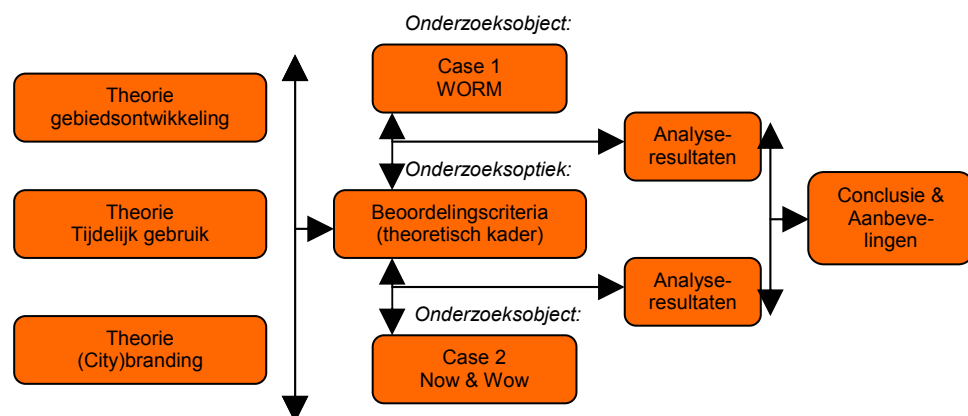 Onderzoeksobject:
Case 1
WORM
Theorie
gebiedsontwikkeling
Analyse-
resultaten
Onderzoeksoptiek:
Theorie
Tijdelijk gebruik
Beoordelingscriteria
(theoretisch kader)
Conclusie &
Aanbeve-
lingen
Analyse-
resultaten
Onderzoeksobject:
Theorie
(City)branding
Case 2
Now & Wow